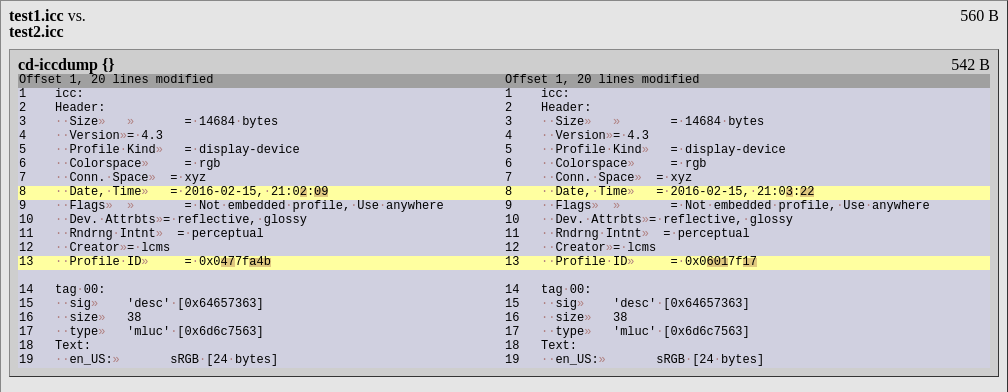 test1.icc vs. 560 B
test2.icc
cd-iccdump {} 542 B
Offset 1, 20 lines modified Offset 1, 20 lines modified
1 icc: 1 icc:
2 Header: 2 Header:
3 ··Size» » =·14684·bytes 3 ··Size» » =·14684·bytes
4 ··Version»=·4.3 4 ··Version»=·4.3
5 ··Profile·Kind» =·display-device 5 ··Profile·Kind» =·display-device
6 ··Colorspace» =·rgb 6 ··Colorspace» =·rgb
7 ··Conn.·Space» =·xyz 7 ··Conn.·Space» =·xyz
8 ··Date,·Time» =·2016-02-15,·21:02:09 8 ··Date,·Time» =·2016-02-15,·21:03:22
9 ··Flags» » =·Not·embedded·profile,·Use·anywhere 9 ··Flags» » =·Not·embedded·profile,·Use·anywhere
10 ··Dev.·Attrbts»=·reflective,·glossy 10 ··Dev.·Attrbts»=·reflective,·glossy
11 ··Rndrng·Intnt» =·perceptual 11 ··Rndrng·Intnt» =·perceptual
12 ··Creator»=·lcms 12 ··Creator»=·lcms
13 ··Profile·ID» =·0x0477fa4b 13 ··Profile·ID» =·0x06017f17
14 tag·00: 14 tag·00:
15 ··sig» 'desc'·[0x64657363] 15 ··sig» 'desc'·[0x64657363]
16 ··size» 38 16 ··size» 38
17 ··type» 'mluc'·[0x6d6c7563] 17 ··type» 'mluc'·[0x6d6c7563]
18 Text: 18 Text:
19 ··en_US:» sRGB·[24·bytes] 19 ··en_US:» sRGB·[24·bytes]